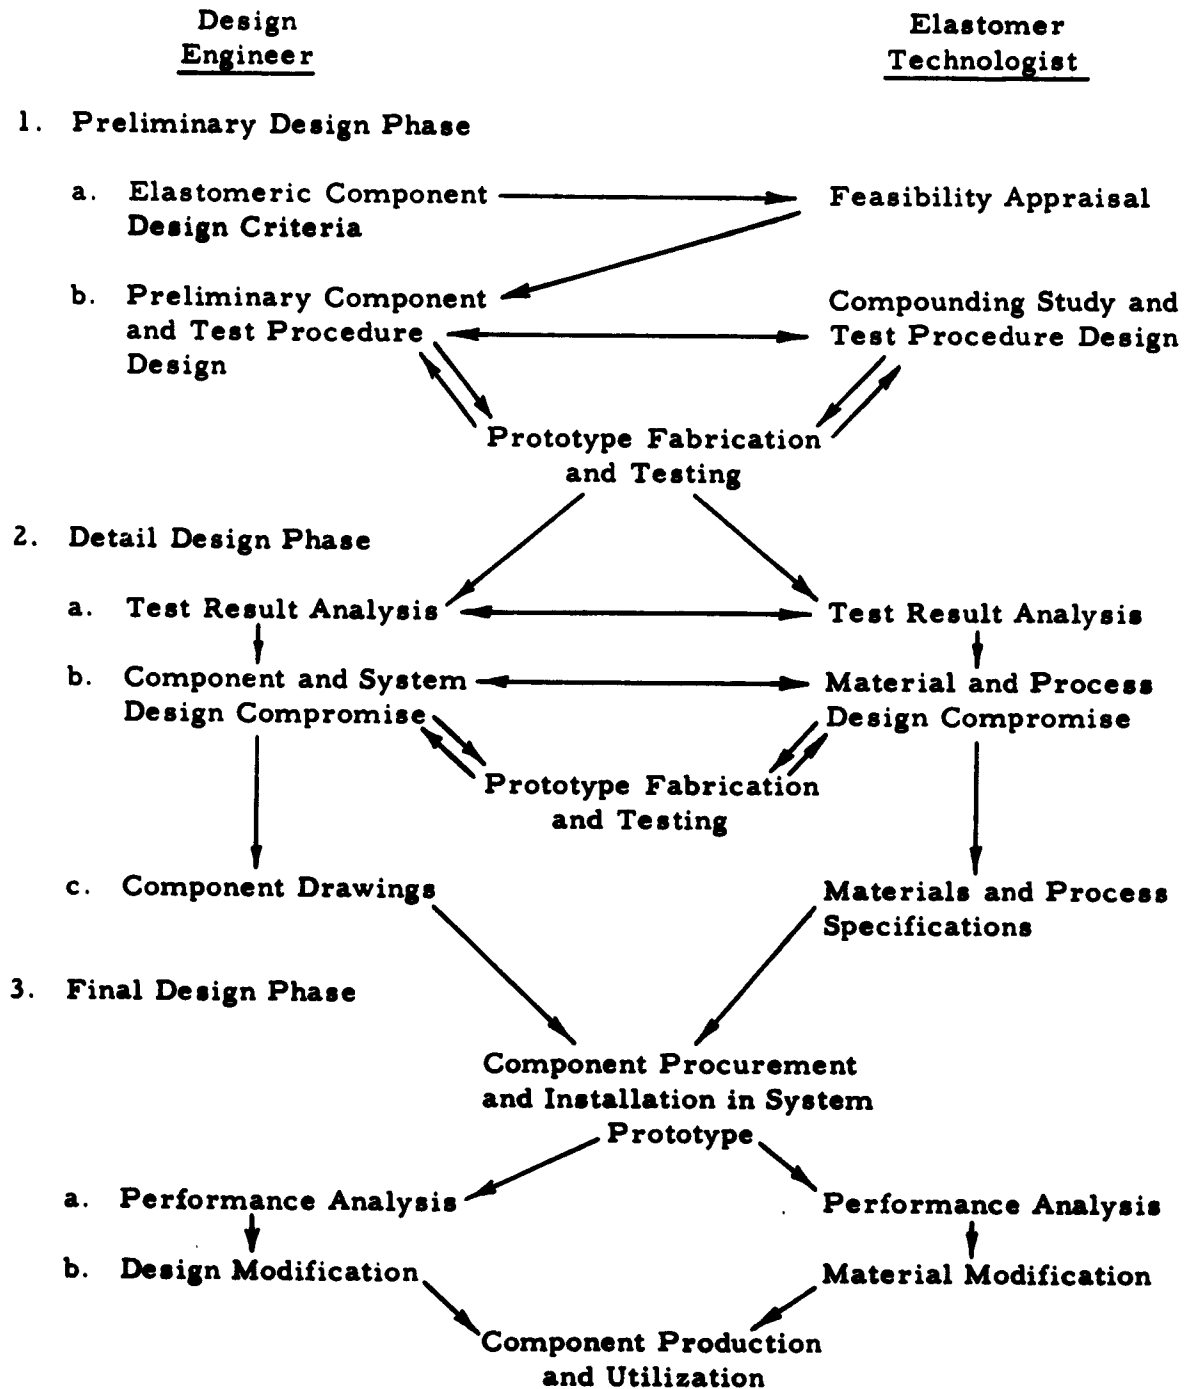 Design
Engineer
Elastomer
Technologist
1. Preliminary Design Phase
a. Elastomeric Component
Design Criteria
Feasibility Appraisal
b. Preliminary Component
and Test Procedure
Design
Compounding Study and
Test Procedure Design
Prototype Fabrication
and Testing
2. Detail Design Phase
a. Test Result Analysis
Test Result Analysis
b. Component and System
Design Compromise
Material and Process
Design Compromise
Prototype Fabrication
and Testing
c. Component Drawings
Materials and Process
Specifications
3. Final Design Phase
Component Procurement
and Installation in System
Prototype
a. Performance Analysis
Performance Analysis
b. Design Modification
Material Modification
Component Production
and Utilization